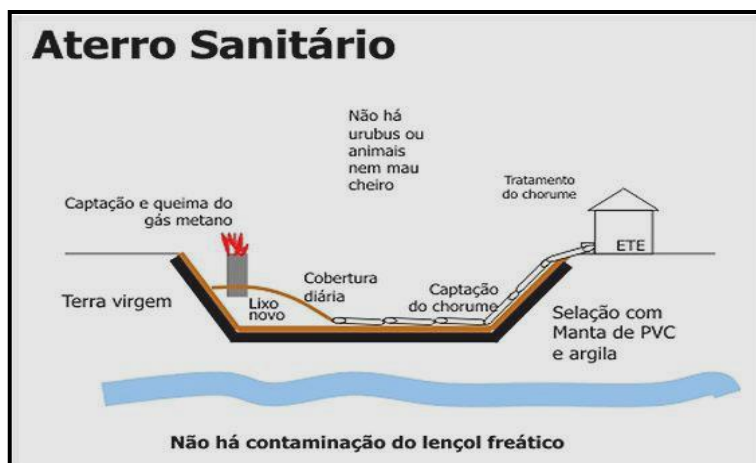 Aterro Sanitário
Não há
urubus ou
animais
nem mau
cheiro
Tratamento
do chorume
Captação e queima do
gás metano
ETE
Cobertura
diária
Captação
do chorume
Terra virgem
Lixo
novo
Selação com
Manta de PVC
e argila
Não há contaminação do lençol freático